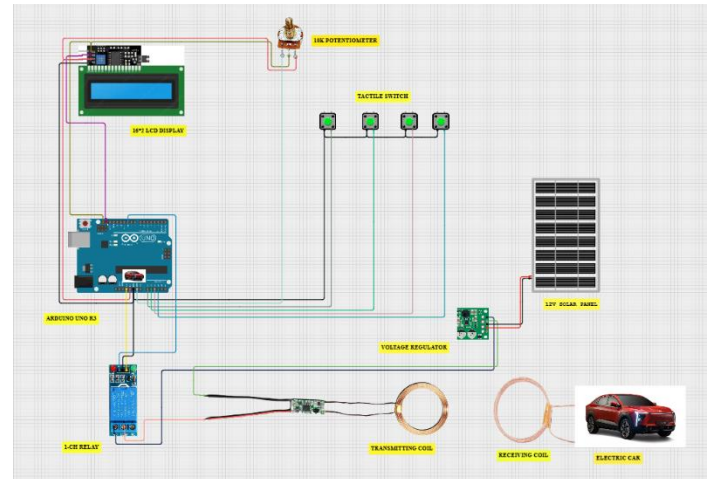 10K POTENTIOMETER
TACTILE SWITCH
16*2 LCD DISPLAY
UNO
12V SOLAR PANEL
ARDUINO UNO R3
VOLTAGE REGULATOR
1-CH RELAY
TRANSMITTING COIL
RECEIVING COIL
ELECTRIC CAR